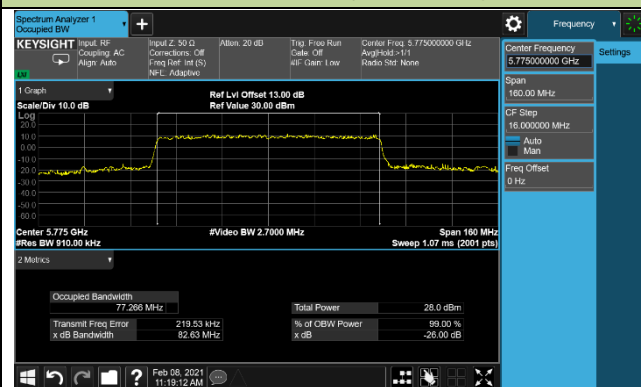 Spectrum Analyzer 1
Occupied BW
+
Frequency
KEYSIGHT
Input: RF
Coupling: AC
Align: Auto
Input Z: 50 Ω
Corrections: Off
Freq Ref: Int (S)
NFE: Adaptive
Atten: 20 dB
Trig: Free Run
Gate: Off
#IF Gain: Low
Center Freq: 5.775000000 GHz
Avg|Hold:>1/1
Radio Std: None
Center Frequency
5.775000000 GHz
Settings
Span
160.00 MHz
CF Step
16.000000 MHz
Auto
Man
Freq Offset
0 Hz
1 Graph
Scale/Div 10.0 dB
Ref Lvl Offset 13.00 dB
Ref Value 30.00 dBm
Log
20.0
10.0
0.00
-10.0
-20.0
-30.0
-40.0
-50.0
-60.0
Center 5.775 GHz
#Res BW 910.00 kHz
#Video BW 2.7000 MHz
Span 160 MHz
Sweep 1.07 ms (2001 pts)
2 Metrics
Occupied Bandwidth
77.266 MHz
Total Power 28.0 dBm
Transmit Freq Error 219.53 kHz
% of OBW Power 99.00 %
x dB Bandwidth 82.63 MHz
x dB -26.00 dB
?
Feb 08, 2021
11:19:12 AM